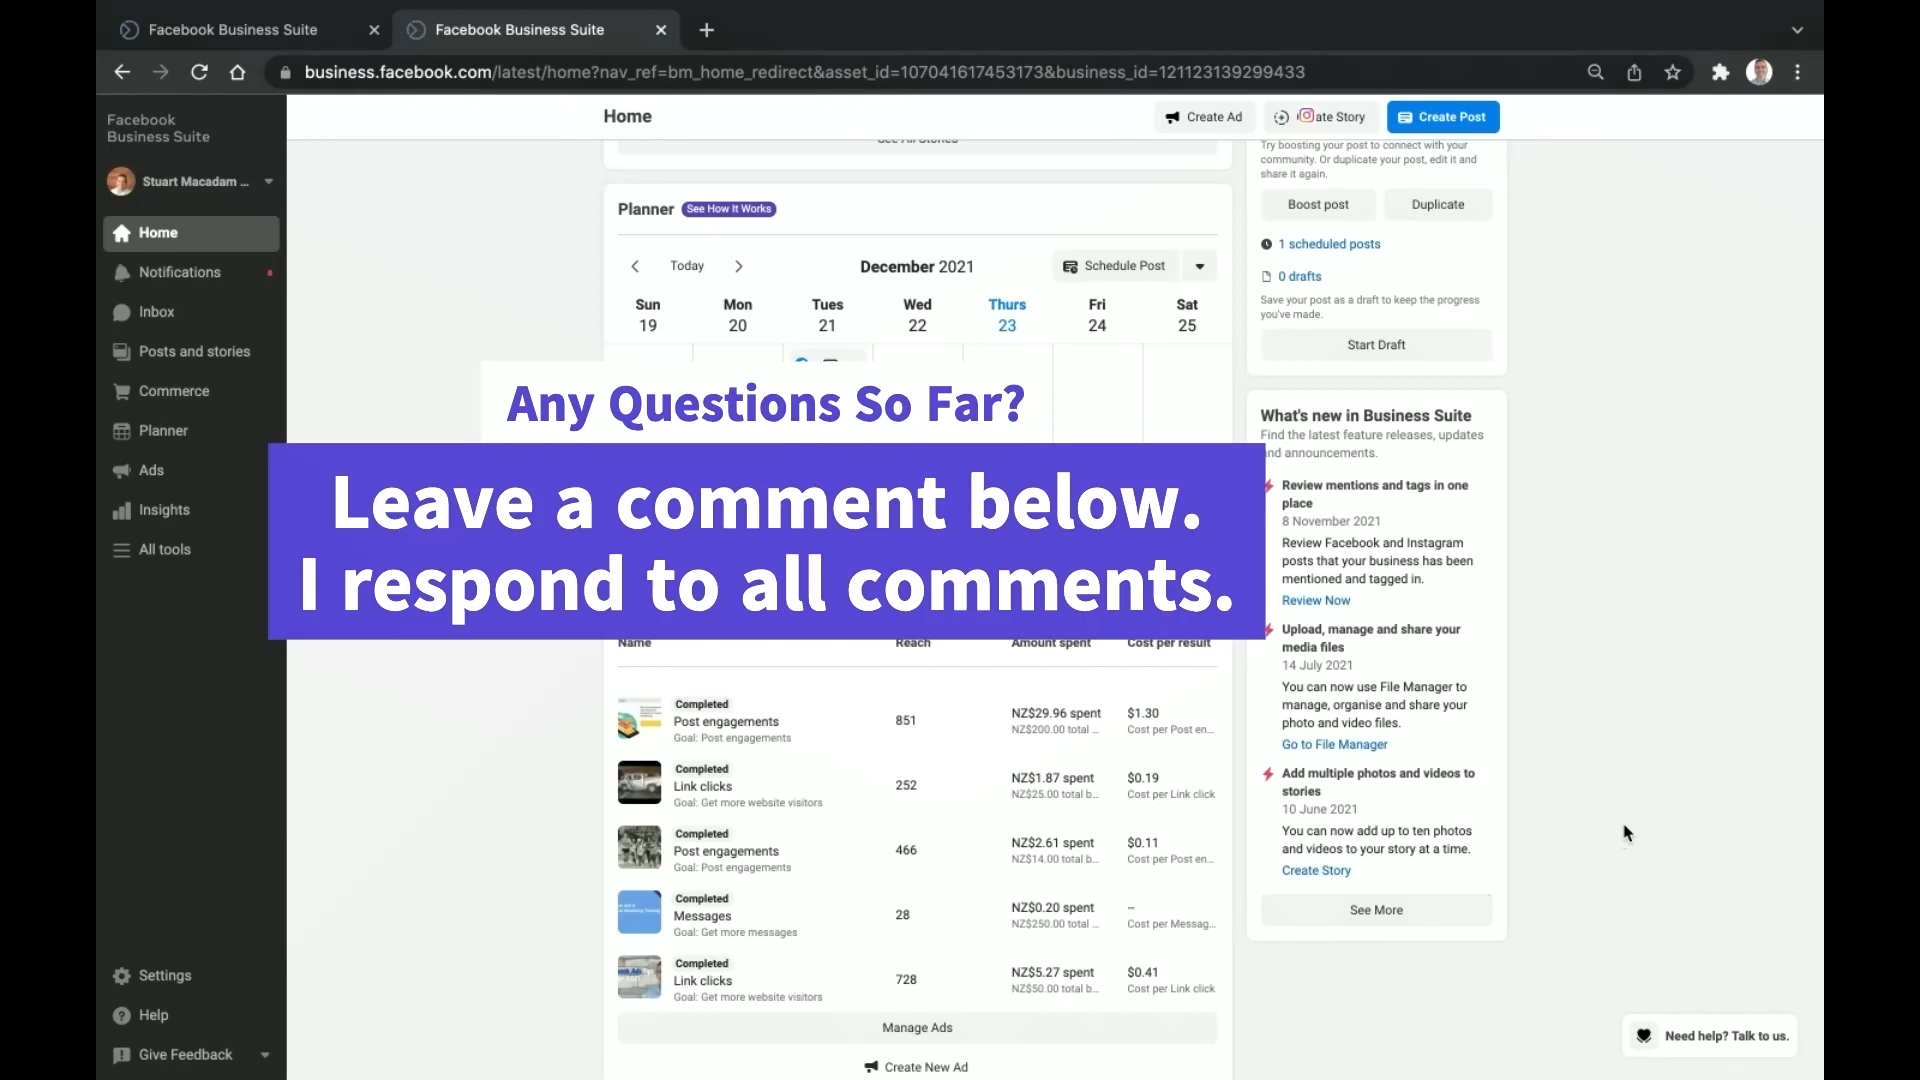 Facebook Business Suite
Facebook Business Suite
business.facebook.com/latest/home?nav_ref=bm_home_redirect&asset_id=107041617453173&business_id=121123139299433
Facebook
Business Suite
Stuart Macadam ...
Home
Notifications
Inbox
Posts and stories
Commerce
Planner
Ads
Insights
All tools
Settings
Help
Give Feedback
Home
Create Ad
ate Story
Create Post
See All Stories
Planner
See How It Works
Today
December 2021
Schedule Post
Sun Mon Tues Wed Thurs Fri Sat
19 20 21 22 23 24 25
Any Questions So Far?
Leave a comment below.
I respond to all comments.
Name Reach Amount spent Cost per result
Completed
Post engagements 851 NZ$29.96 spent $1.30
Goal: Post engagements NZ$200.00 total ... Cost per Post en...
Completed
Link clicks 252 NZ$1.87 spent $0.19
Goal: Get more website visitors NZ$25.00 total b... Cost per Link click
Completed
Post engagements 466 NZ$2.61 spent $0.11
Goal: Post engagements NZ$14.00 total b... Cost per Post en...
Completed
Messages 28 NZ$0.20 spent --
Goal: Get more messages NZ$250.00 total ... Cost per Messag...
Completed
Link clicks 728 NZ$5.27 spent $0.41
Goal: Get more website visitors NZ$50.00 total b... Cost per Link click
Manage Ads
Create New Ad
Try boosting your post to connect with your
community. Or duplicate your post, edit it and
share it again.
Boost post
Duplicate
1 scheduled posts
0 drafts
Save your post as a draft to keep the progress
you've made.
Start Draft
What's new in Business Suite
Find the latest feature releases, updates
and announcements.
Review mentions and tags in one
place
8 November 2021
Review Facebook and Instagram
posts that your business has been
mentioned and tagged in.
Review Now
Upload, manage and share your
media files
14 July 2021
You can now use File Manager to
manage, organise and share your
photo and video files.
Go to File Manager
Add multiple photos and videos to
stories
10 June 2021
You can now add up to ten photos
and videos to your story at a time.
Create Story
See More
Need help? Talk to us.